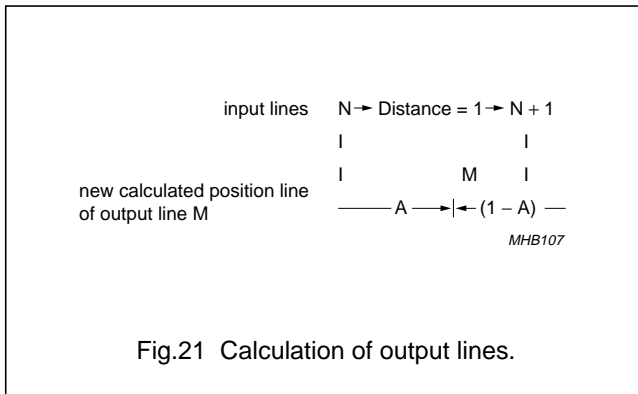 input lines N → Distance = 1 → N + 1
I I
I M I
new calculated position line
of output line M
A (1 − A)
MHB107
Fig.21 Calculation of output lines.